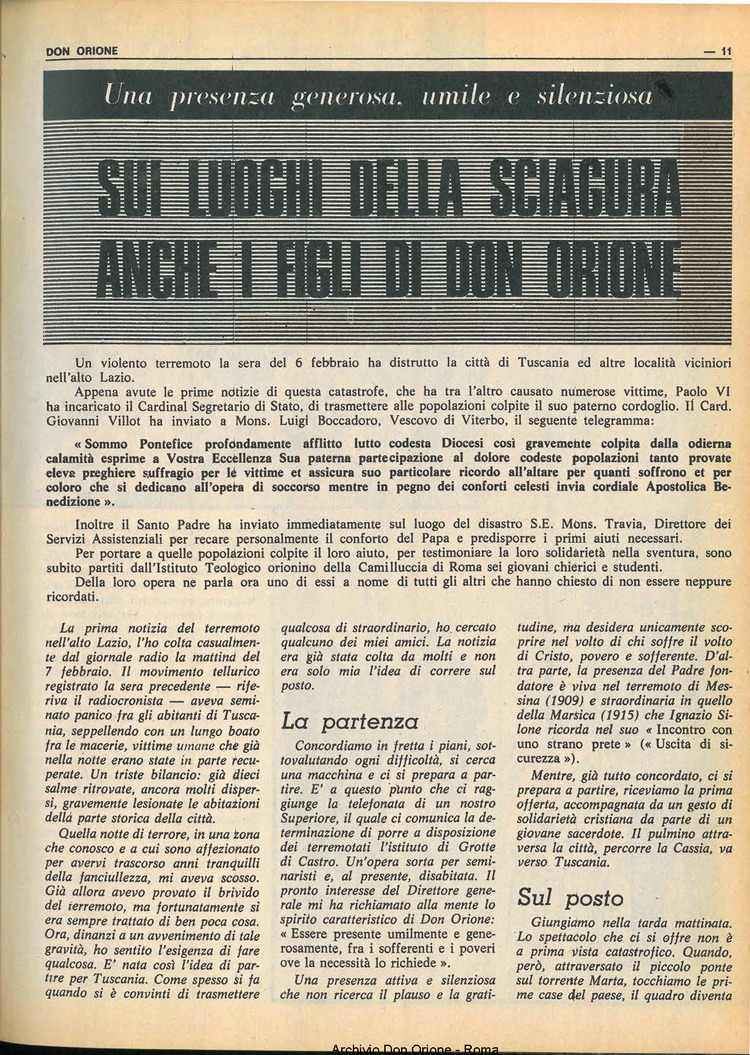 DON ORIONE — 11
Una presenza generosa, umile e silenziosa
SUI LUOGHI DELLA SCIAGURA
ANCHE I FIGLI DI DON ORIONE
Un violento terremoto la sera del 6 febbraio ha distrutto la città di Tuscania ed altre località viciniori
nell'alto Lazio.
Appena avute le prime notizie di questa catastrofe, che ha tra l'altro causato numerose vittime, Paolo VI
ha incaricato il Cardinal Segretario di Stato, di trasmettere alle popolazioni colpite il suo paterno cordoglio. Il Card.
Giovanni Villot ha inviato a Mons. Luigi Boccadoro, Vescovo di Viterbo, il seguente telegramma:
« Sommo Pontefice profondamente afflitto lutto codesta Diocesi così gravemente colpita dalla odierna
calamità esprime a Vostra Eccellenza Sua paterna partecipazione al dolore codeste popolazioni tanto provate
eleva preghiere suffragio per le vittime et assicura suo particolare ricordo all'altare per quanti soffrono et per
coloro che si dedicano all'opera di soccorso mentre in pegno dei conforti celesti invia cordiale Apostolica Be-
nedizione ».
Inoltre il Santo Padre ha inviato immediatamente sul luogo del disastro S.E. Mons. Travia, Direttore dei
Servizi Assistenziali per recare personalmente il conforto del Papa e predisporre i primi aiuti necessari.
Per portare a quelle popolazioni colpite il loro aiuto, per testimoniare la loro solidarietà nella sventura, sono
subito partiti dall'Istituto Teologico orionino della Camilluccia di Roma sei giovani chierici e studenti.
Della loro opera ne parla ora uno di essi a nome di tutti gli altri che hanno chiesto di non essere neppure
ricordati.
La prima notizia del terremoto
nell'alto Lazio, l'ho colta casualmen-
te dal giornale radio la mattina del
7 febbraio. Il movimento tellurico
registrato la sera precedente — rife-
riva il radiocronista — aveva semi-
nato panico fra gli abitanti di Tusca-
nia, seppellendo con un lungo boato
fra le macerie, vittime umane che già
nella notte erano state in parte recu-
perate. Un triste bilancio: già dieci
salme ritrovate, ancora molti disper-
si, gravemente lesionate le abitazioni
della parte storica della città.
Quella notte di terrore, in una zona
che conosco e a cui sono affezionato
per avervi trascorso anni tranquilli
della fanciullezza, mi aveva scosso.
Già allora avevo provato il brivido
del terremoto, ma fortunatamente si
era sempre trattato di ben poca cosa.
Ora, dinanzi a un avvenimento di tale
gravità, ho sentito l'esigenza di fare
qualcosa. E' nata così l'idea di par-
tire per Tuscania. Come spesso si fa
quando si è convinti di trasmettere
qualcosa di straordinario, ho cercato
qualcuno dei miei amici. La notizia
era già stata colta da molti e non
era solo mia l'idea di correre sul
posto.
La partenza
Concordiamo in fretta i piani, sot-
tovalutando ogni difficoltà, si cerca
una macchina e ci si prepara a par-
tire. E' a questo punto che ci rag-
giunge la telefonata di un nostro
Superiore, il quale ci comunica la de-
terminazione di porre a disposizione
dei terremotati l'istituto di Grotte
di Castro. Un'opera sorta per semi-
naristi e, al presente, disabitata. Il
pronto interesse del Direttore gene-
rale mi ha richiamato alla mente lo
spirito caratteristico di Don Orione:
« Essere presente umilmente e gene-
rosamente, fra i sofferenti e i poveri
ove la necessità lo richiede ».
Una presenza attiva e silenziosa
che non ricerca il plauso e la grati-
tudine, ma desidera unicamente sco-
prire nel volto di chi soffre il volto
di Cristo, povero e sofferente. D'al-
tra parte, la presenza del Padre fon-
datore è viva nel terremoto di Mes-
sina (1909) e straordinaria in quello
della Marsica (1915) che Ignazio Si-
lone ricorda nel suo « Incontro con
uno strano prete » (« Uscita di si-
curezza »).
Mentre, già tutto concordato, ci si
prepara a partire, riceviamo la prima
offerta, accompagnata da un gesto di
solidarietà cristiana da parte di un
giovane sacerdote. Il pulmino attra-
versa la città, percorre la Cassia, va
verso Tuscania.
Sul posto
Giungiamo nella tarda mattinata.
Lo spettacolo che ci si offre non è
a prima vista catastrofico. Quando,
però, attraversato il piccolo ponte
sul torrente Marta, tocchiamo le pri-
me case del paese, il quadro diventa
Archivio Don Orione - Roma